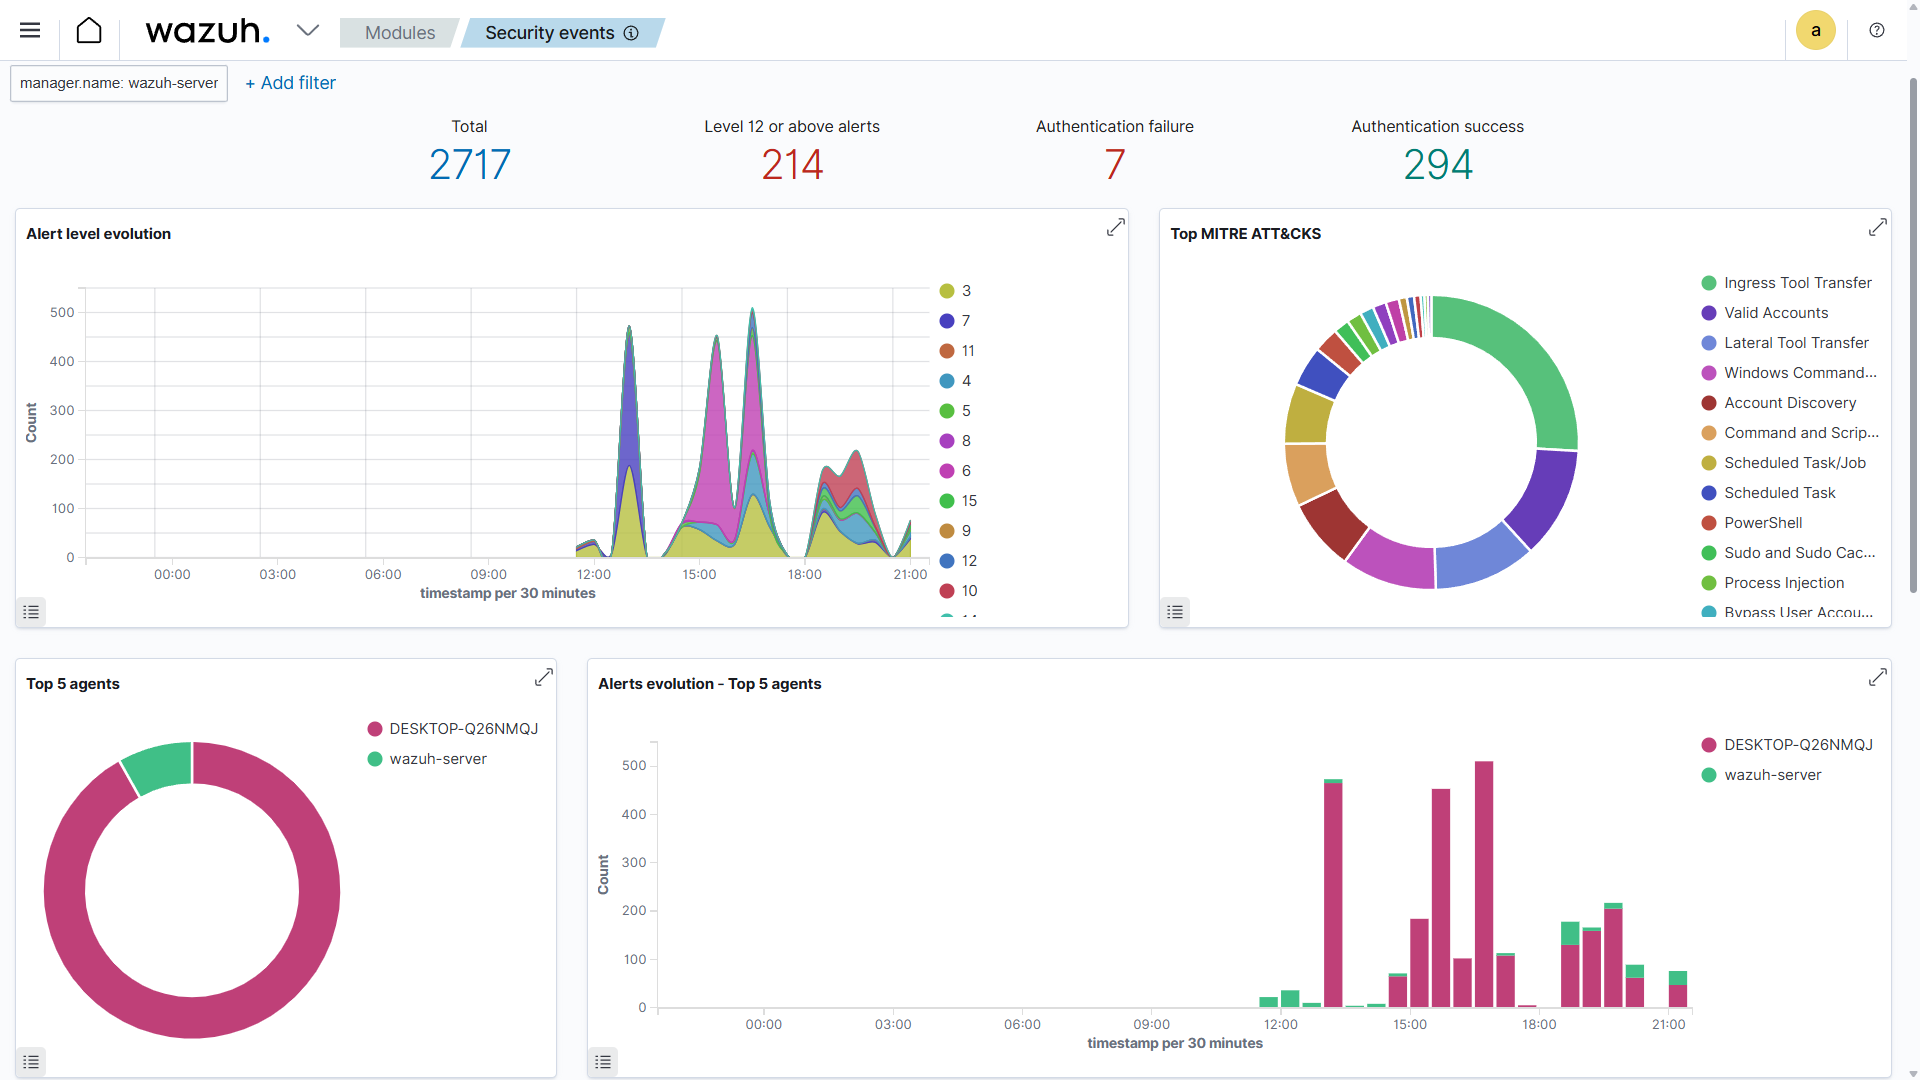 wazuh.
Modules
Security events
a
manager.name: wazuh-server
+ Add filter
Total
2717
Level 12 or above alerts
214
Authentication failure
7
Authentication success
294
Alert level evolution
Count
500
400
300
200
100
0
00:00
03:00
06:00
09:00
12:00
15:00
18:00
21:00
timestamp per 30 minutes
3
7
11
4
5
8
6
15
9
12
10
Top MITRE ATT&CKS
Ingress Tool Transfer
Valid Accounts
Lateral Tool Transfer
Windows Command...
Account Discovery
Command and Scrip...
Scheduled Task/Job
Scheduled Task
PowerShell
Sudo and Sudo Cac...
Process Injection
Bypass User Accou...
Top 5 agents
DESKTOP-Q26NMQJ
wazuh-server
Alerts evolution - Top 5 agents
Count
500
400
300
200
100
0
00:00
03:00
06:00
09:00
12:00
15:00
18:00
21:00
timestamp per 30 minutes
DESKTOP-Q26NMQJ
wazuh-server